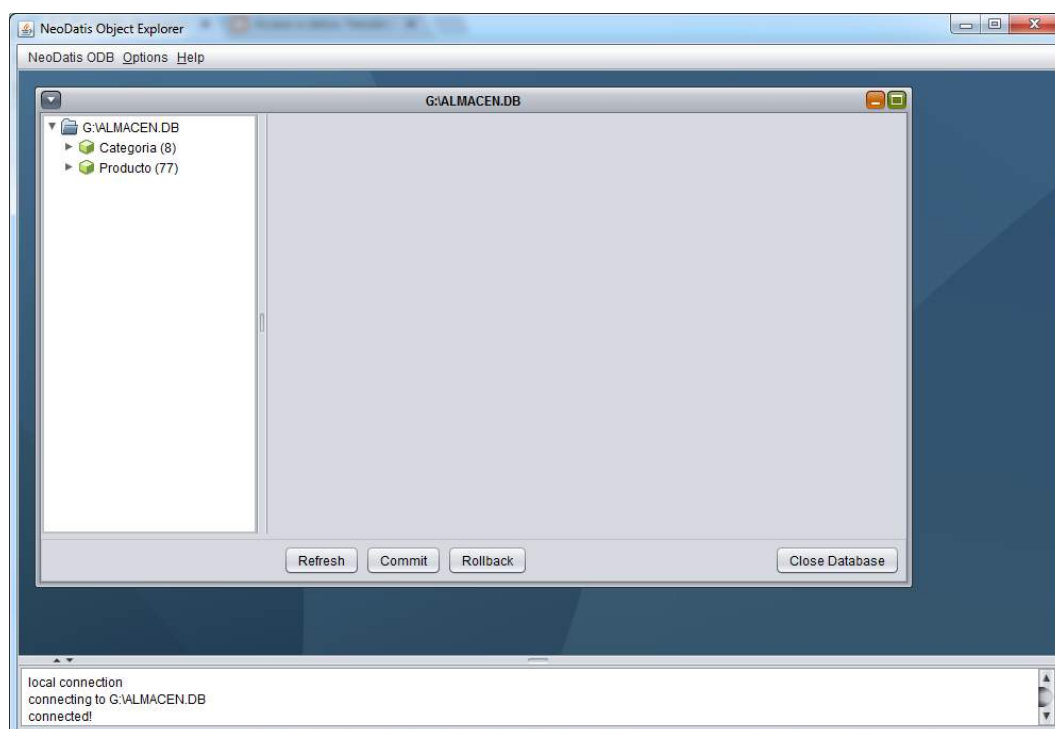 NeoDatis Object Explorer
NeoDatis ODB Options Help
G:\ALMACEN.DB
G:\ALMACEN.DB
Categoria (8)
Producto (77)
Refresh Commit Rollback Close Database
local connection
connecting to G:\ALMACEN.DB
connected!